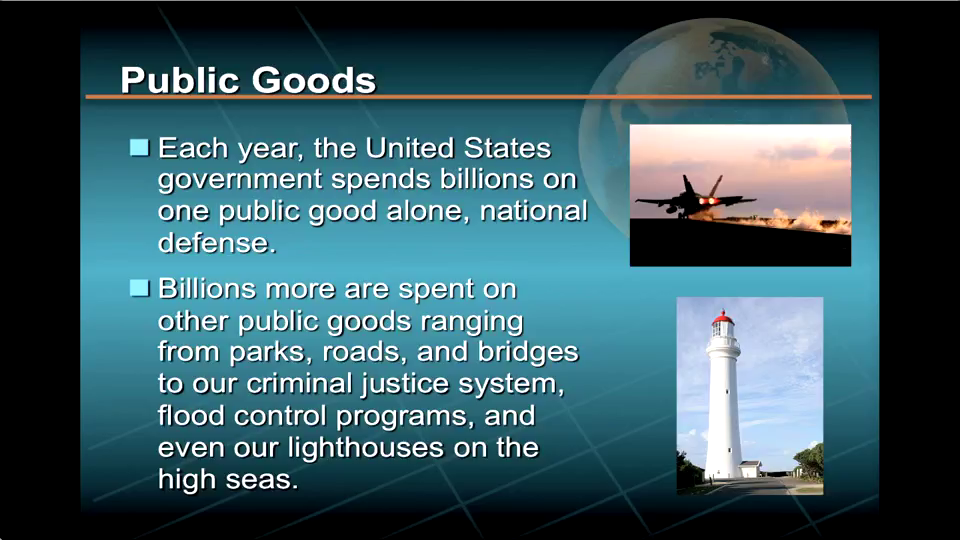 Public Goods
Each year, the United States
government spends billions on
one public good alone, national
defense.
Billions more are spent on
other public goods ranging
from parks, roads, and bridges
to our criminal justice system,
flood control programs, and
even our lighthouses on the
high seas.